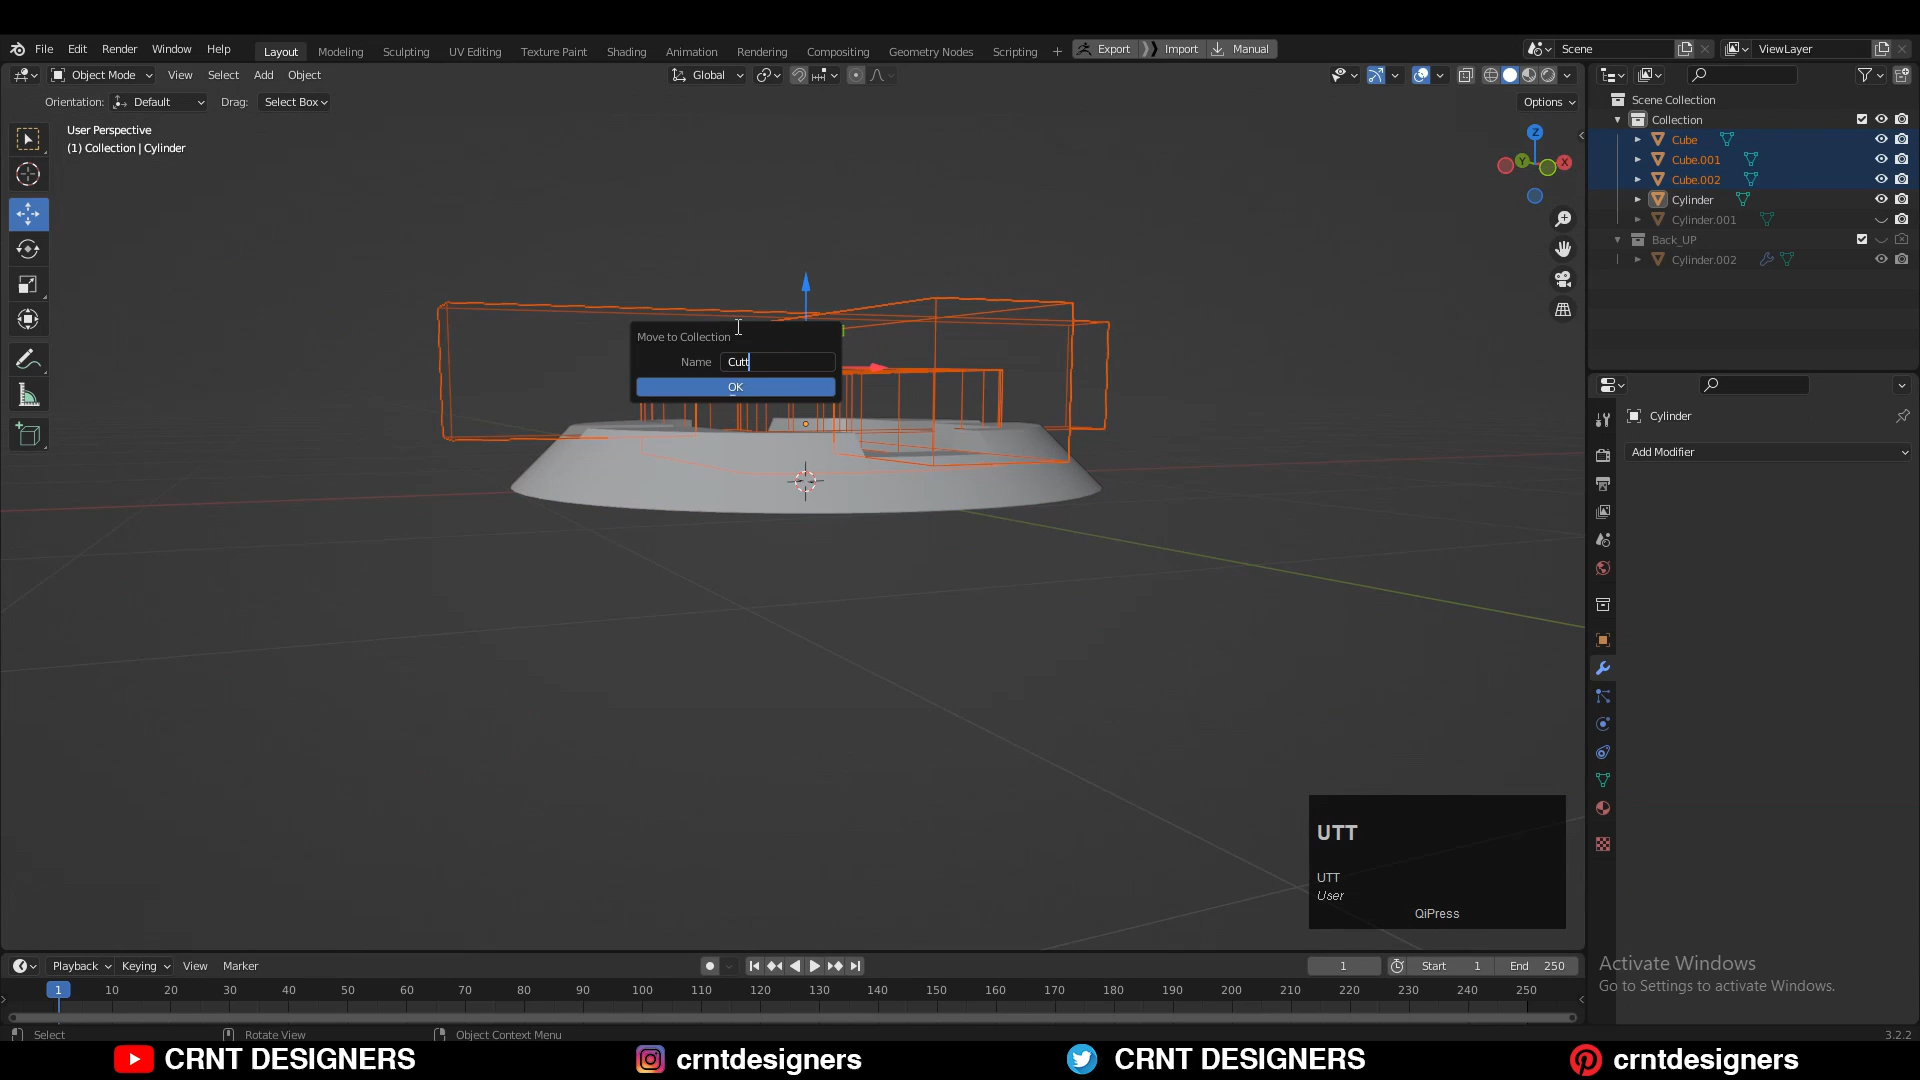 File Edit Render Window Help
Layout Modeling Sculpting UV Editing Texture Paint Shading Animation Rendering Compositing Geometry Nodes Scripting +
Export Import Manual
Scene
ViewLayer
Object Mode View Select Add Object
Global
Orientation: Default Drag: Select Box
Options
User Perspective
(1) Collection | Cylinder
Z
Y
X
Scene Collection
Collection
Cube
Cube.001
Cube.002
Cylinder
Cylinder.001
Back_UP
Cylinder.002
Move to Collection
Name Cutt
OK
Cylinder
Add Modifier
UTT
UTT
User
QiPress
Playback Keying View Marker
1
Start 1
End 250
1 10 20 30 40 50 60 70 80 90 100 110 120 130 140 150 160 170 180 190 200 210 220 230 240 250
Activate Windows
Go to Settings to activate Windows.
Select Rotate View Object Context Menu
3.2.2
CRNT DESIGNERS crntdesigners CRNT DESIGNERS crntdesigners